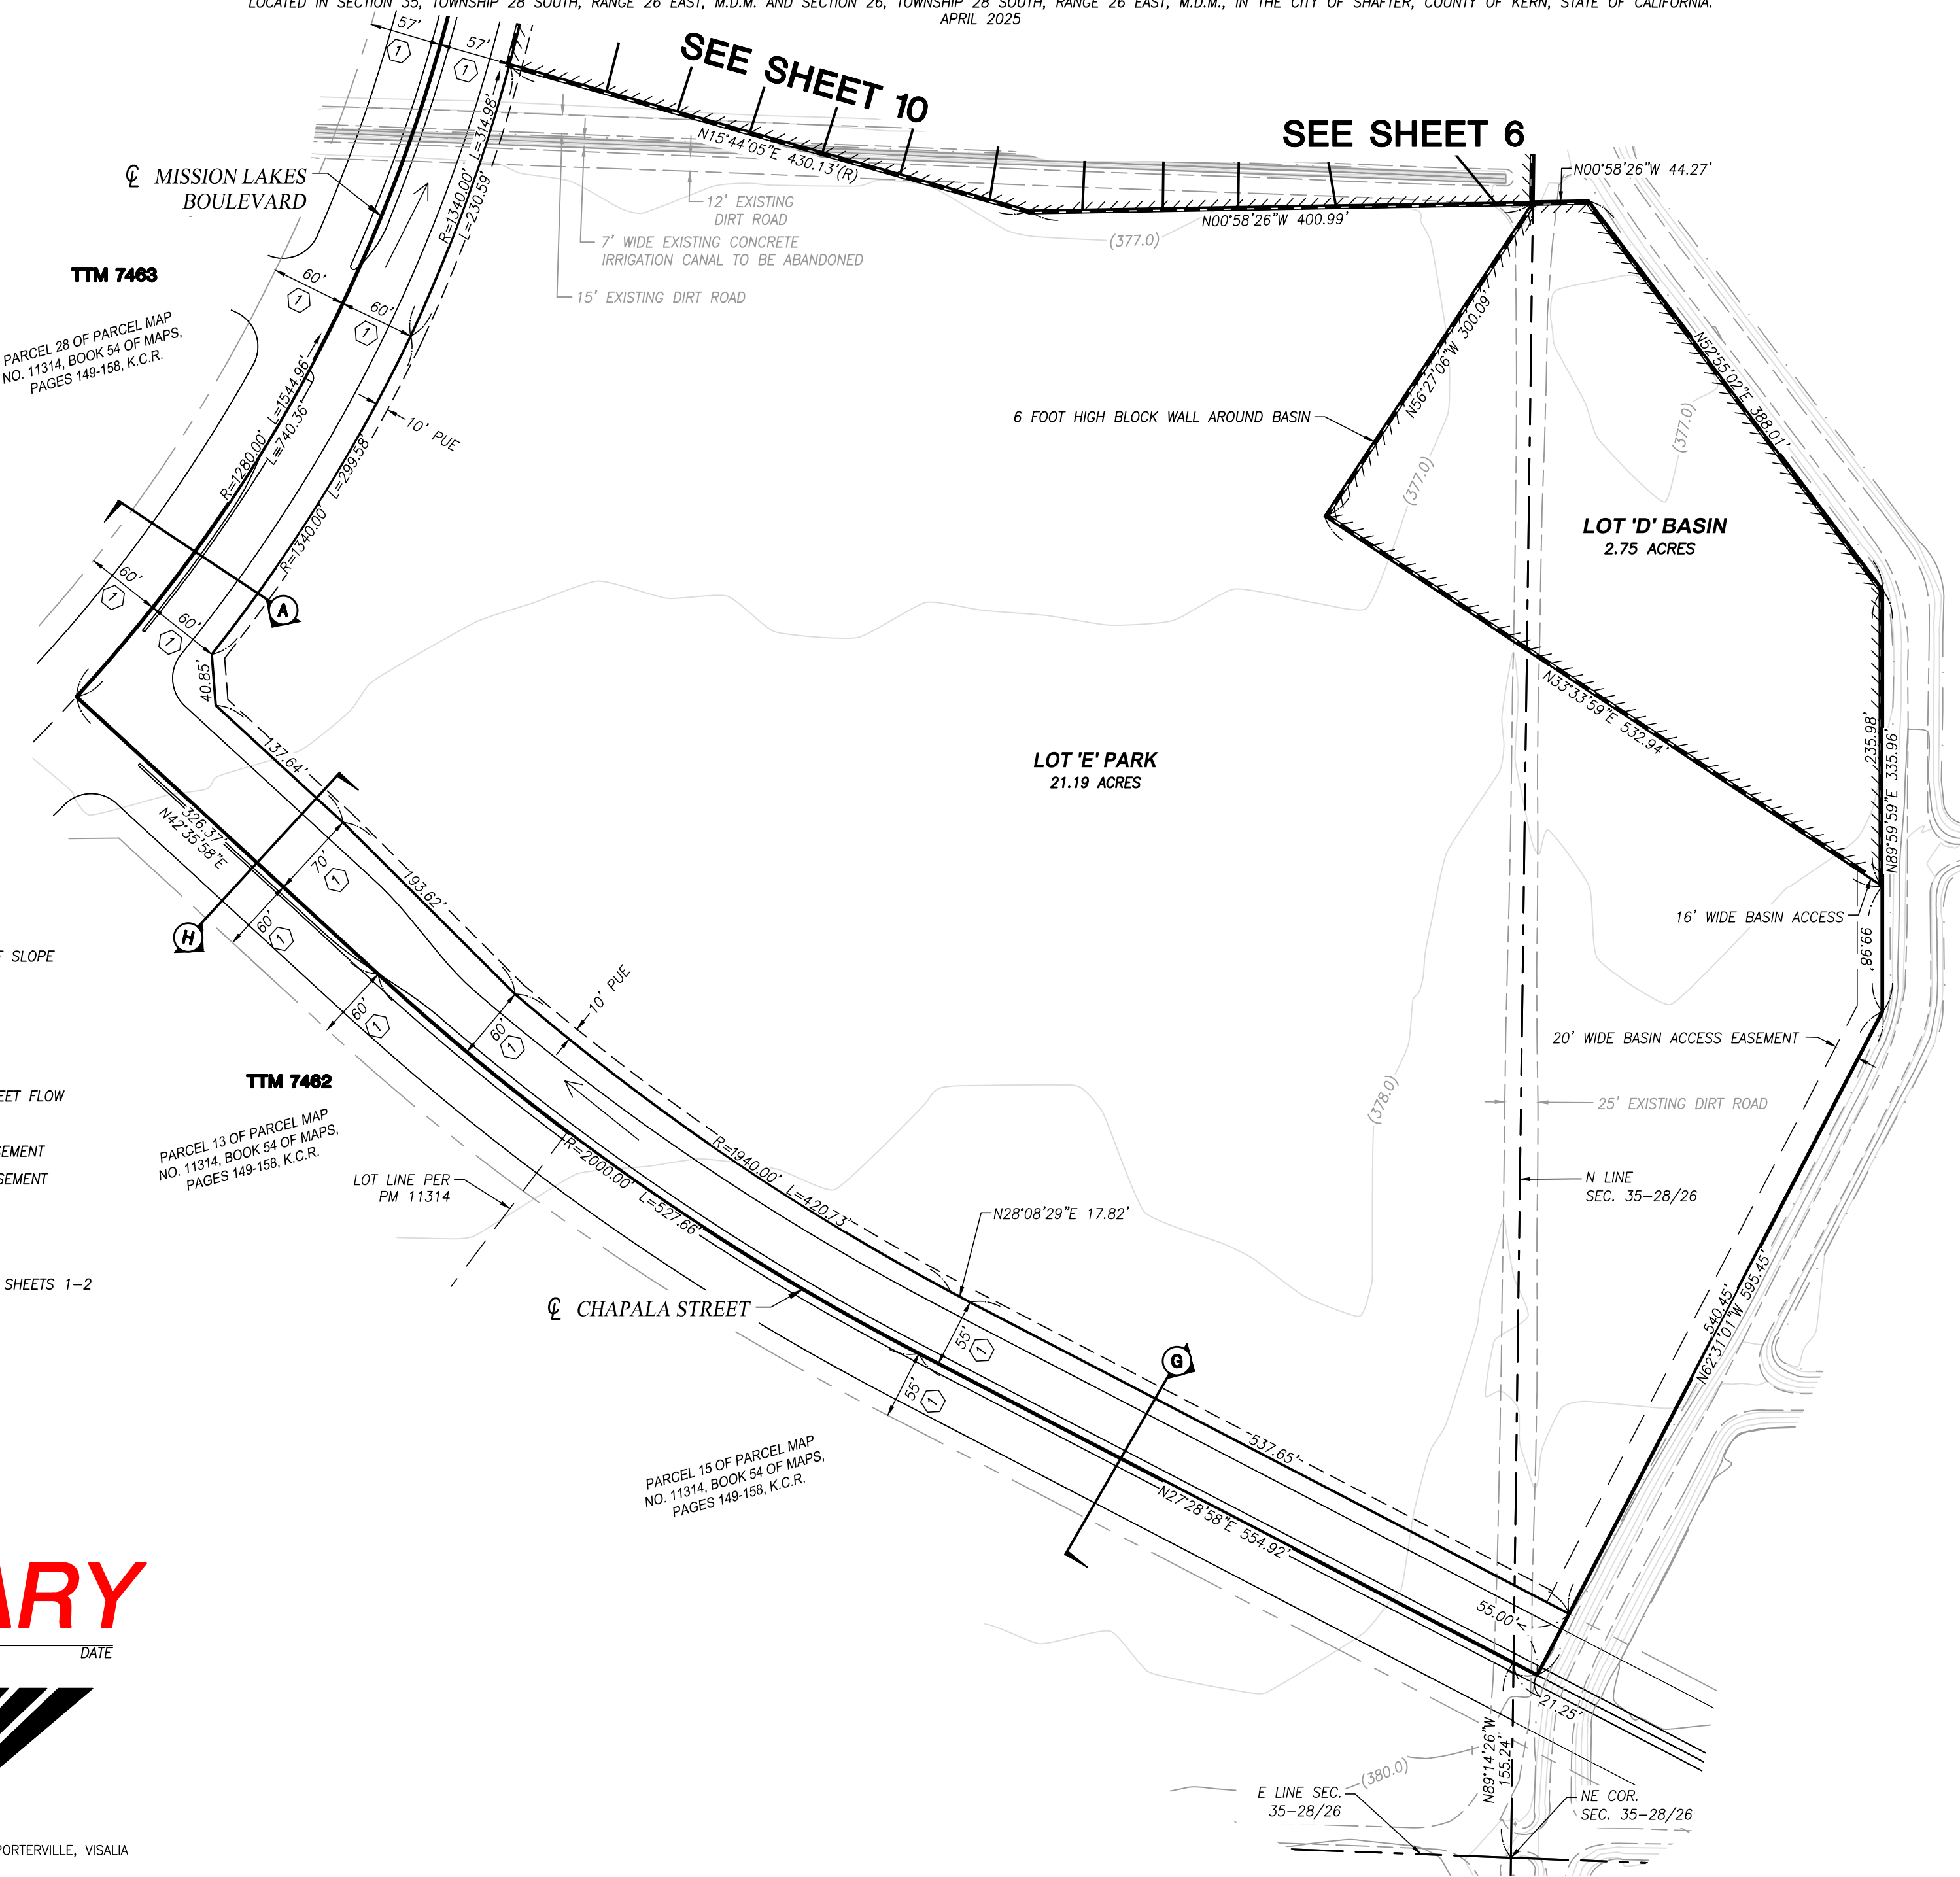 LOCATED IN SECTION 35, TOWNSHIP 28 SOUTH, RANGE 26 EAST, M.D.M. AND SECTION 26, TOWNSHIP 28 SOUTH, RANGE 26 EAST, M.D.M., IN THE CITY OF SHAFTER, COUNTY OF KERN, STATE OF CALIFORNIA.
APRIL 2025
57'
1
57'
1
SEE SHEET 10
SEE SHEET 6
N15°44'05"E 430.13'(R)
R=1340.00' L=314.98'
L=230.59'
N00°58'26"W 44.27'
N00°58'26"W 400.99'
℄ MISSION LAKES
BOULEVARD
12' EXISTING
DIRT ROAD
7' WIDE EXISTING CONCRETE
IRRIGATION CANAL TO BE ABANDONED
15' EXISTING DIRT ROAD
(377.0)
TTM 7463
60'
1
60'
1
PARCEL 28 OF PARCEL MAP
NO. 11314, BOOK 54 OF MAPS,
PAGES 149-158, K.C.R.
R=1280.00' L=1544.96'
L=740.36'
10' PUE
R=1340.00' L=299.58'
6 FOOT HIGH BLOCK WALL AROUND BASIN
N56°27'06"W 300.09'
N52°55'02"E 388.01'
(377.0)
(377.0)
LOT 'D' BASIN
2.75 ACRES
60'
1
60'
1
A
40.85'
137.64'
N33°33'59"E 532.94'
235.98'
N89°59'59"E 335.96'
LOT 'E' PARK
21.19 ACRES
326.37'
N42°35'58"E
70'
1
60'
1
193.62'
H
16' WIDE BASIN ACCESS
99.98'
SLOPE
60'
1
60'
1
10' PUE
20' WIDE BASIN ACCESS EASEMENT
TTM 7462
(378.0)
25' EXISTING DIRT ROAD
EET FLOW
PARCEL 13 OF PARCEL MAP
NO. 11314, BOOK 54 OF MAPS,
PAGES 149-158, K.C.R.
R=2000.00' L=527.66'
R=1940.00' L=420.73'
SEMENT
SEMENT
LOT LINE PER
PM 11314
N LINE
SEC. 35-28/26
N28°08'29"E 17.82'
SHEETS 1-2
℄ CHAPALA STREET
540.45'
N62°31'01"W 595.45'
55'
1
55'
1
G
PARCEL 15 OF PARCEL MAP
NO. 11314, BOOK 54 OF MAPS,
PAGES 149-158, K.C.R.
537.65'
N27°28'58"E 554.92'
ARY
DATE
55.00'
21.25'
N89°14'26"W
155.24'
(380.0)
E LINE SEC.
35-28/26
NE COR.
SEC. 35-28/26
PORTERVILLE, VISALIA